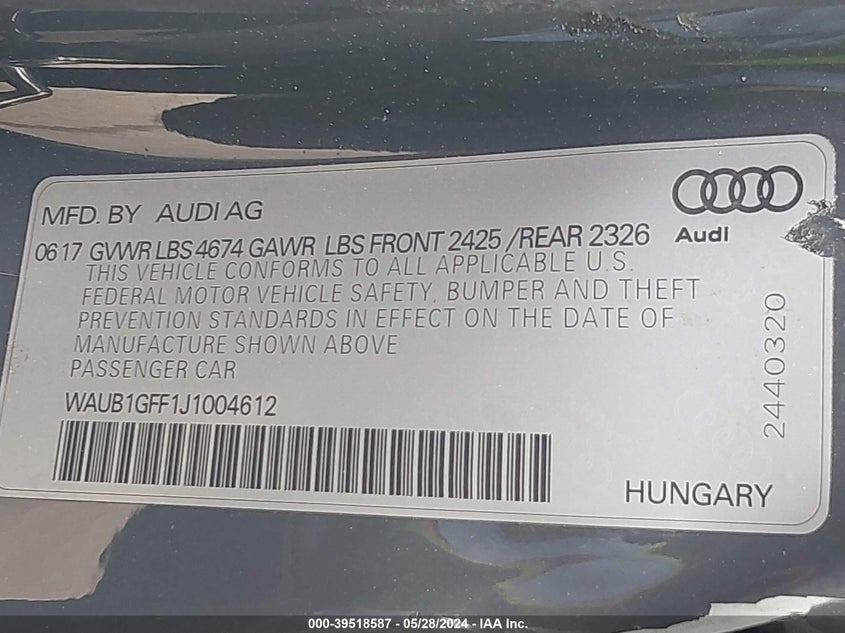 MFD. BY AUDI AG
Audi
06 17 GVWR LBS 4674 GAWR LBS FRONT 2425 /REAR 2326
THIS VEHICLE CONFORMS TO ALL APPLICABLE U.S.
FEDERAL MOTOR VEHICLE SAFETY, BUMPER AND THEFT
PREVENTION STANDARDS IN EFFECT ON THE DATE OF
MANUFACTURE SHOWN ABOVE
PASSENGER CAR
WAUB1GFF1J1004612
2440320
HUNGARY
000-39518587 - 05/28/2024 - IAA Inc.